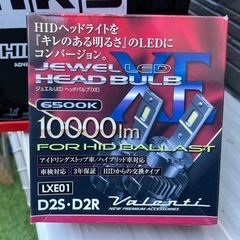 HIDヘッドライトを
「キレのある明るさ」のLEDに
コンバージョン。
JEWEL LED
HEAD BULB
XE
ジュエルLED ヘッドバルブ[XE]
6500K
10000lm
FOR HID BALLAST
アイドリングストップ車/ハイブリッド車対応
車検対応
3年保証
HIDからの交換タイプ
LXE01
D2S・D2R
Valenti
NEW PREMIUM ACCESSORIES